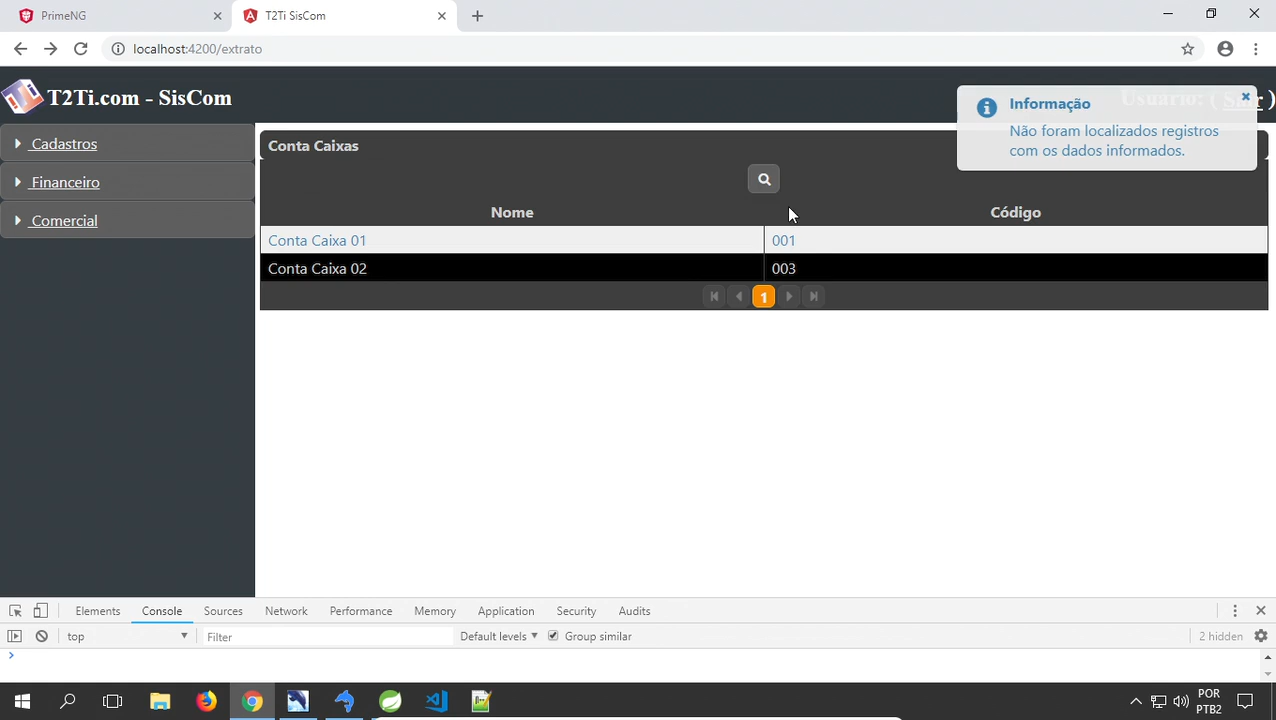 PrimeNG
T2Ti SisCom
localhost:4200/extrato
T2Ti.com - SisCom
Usuário: ( Sair )
Informação
Não foram localizados registros
com os dados informados.
Cadastros
Financeiro
Comercial
Conta Caixas
Nome Código
Conta Caixa 01 001
Conta Caixa 02 003
1
Elements Console Sources Network Performance Memory Application Security Audits
top Filter Default levels Group similar 2 hidden
POR
PTB2